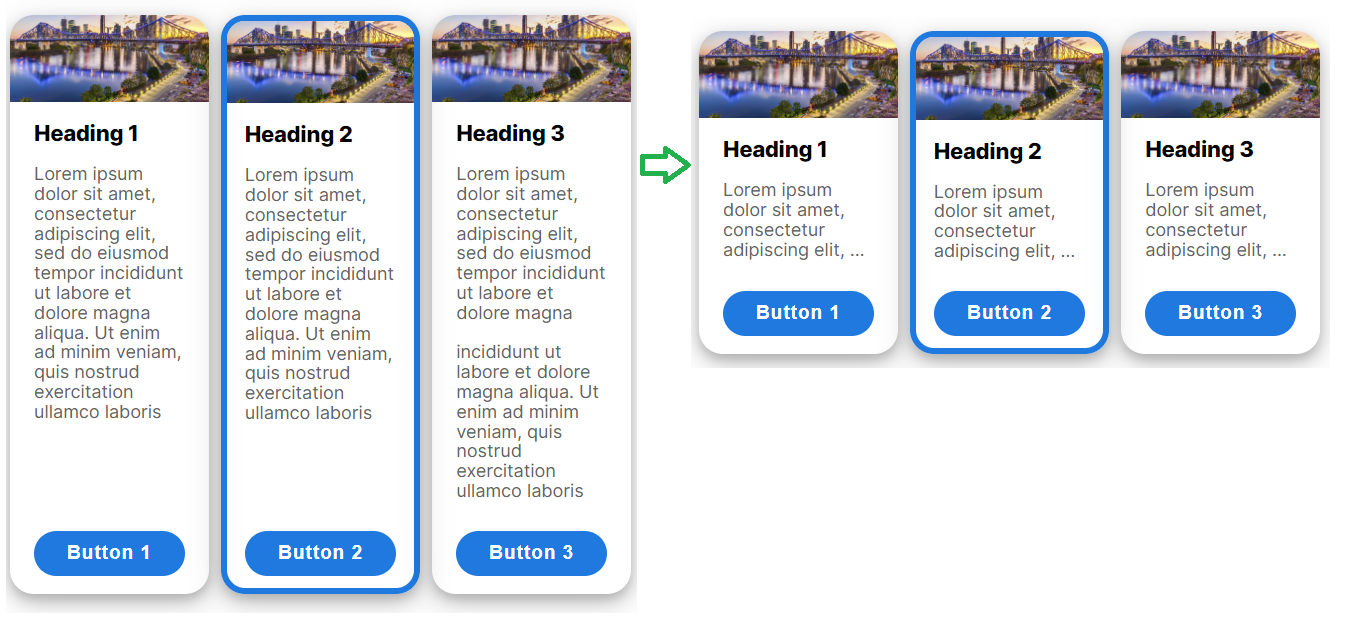 Heading 1
Lorem ipsum
dolor sit amet,
consectetur
adipiscing elit,
sed do eiusmod
tempor incididunt
ut labore et
dolore magna
aliqua. Ut enim
ad minim veniam,
quis nostrud
exercitation
ullamco laboris
Button 1
Heading 2
Lorem ipsum
dolor sit amet,
consectetur
adipiscing elit,
sed do eiusmod
tempor incididunt
ut labore et
dolore magna
aliqua. Ut enim
ad minim veniam,
quis nostrud
exercitation
ullamco laboris
Button 2
Heading 3
Lorem ipsum
dolor sit amet,
consectetur
adipiscing elit,
sed do eiusmod
tempor incididunt
ut labore et
dolore magna
incididunt ut
labore et dolore
magna aliqua. Ut
enim ad minim
veniam, quis
nostrud
exercitation
ullamco laboris
Button 3
Heading 1
Lorem ipsum
dolor sit amet,
consectetur
adipiscing elit, ...
Button 1
Heading 2
Lorem ipsum
dolor sit amet,
consectetur
adipiscing elit, ...
Button 2
Heading 3
Lorem ipsum
dolor sit amet,
consectetur
adipiscing elit, ...
Button 3